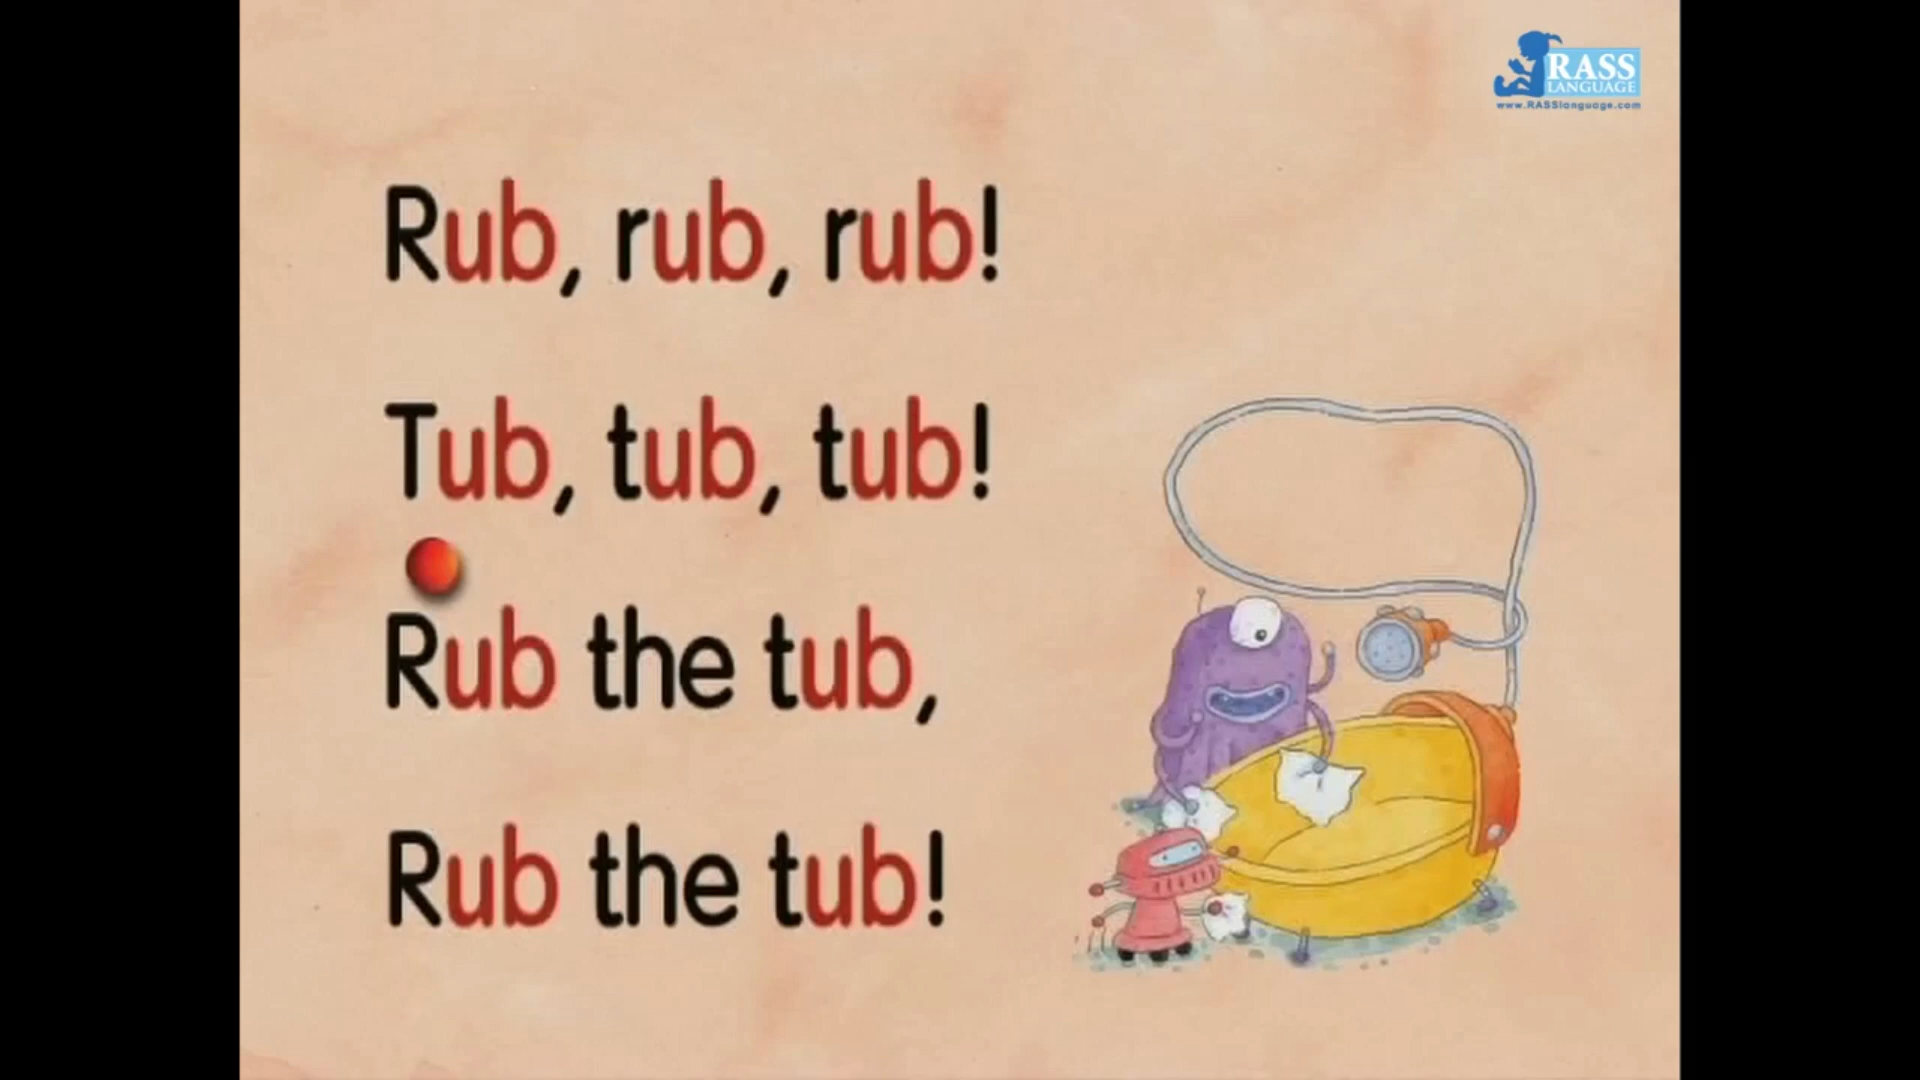 RASS
LANGUAGE
www.RASSlanguage.com
Rub, rub, rub!
Tub, tub, tub!
Rub the tub,
Rub the tub!